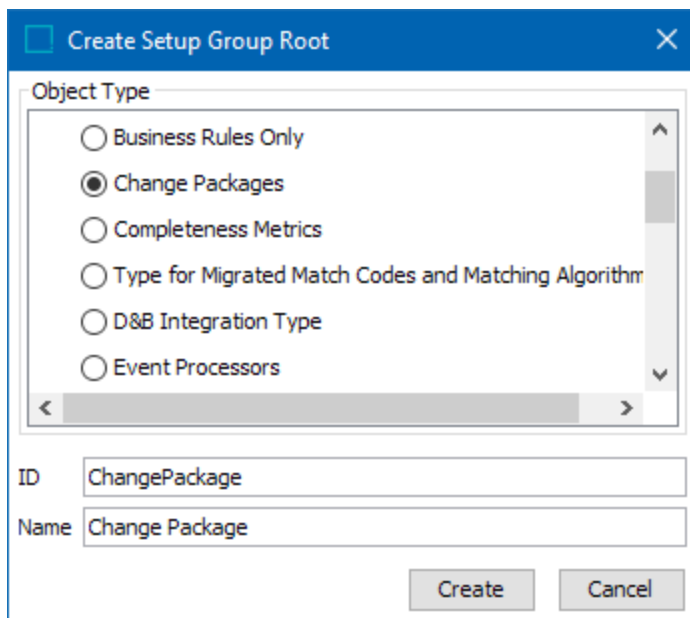 Create Setup Group Root
Object Type
Business Rules Only
Change Packages
Completeness Metrics
Type for Migrated Match Codes and Matching Algorithm
D&B Integration Type
Event Processors
ID ChangePackage
Name Change Package
Create Cancel